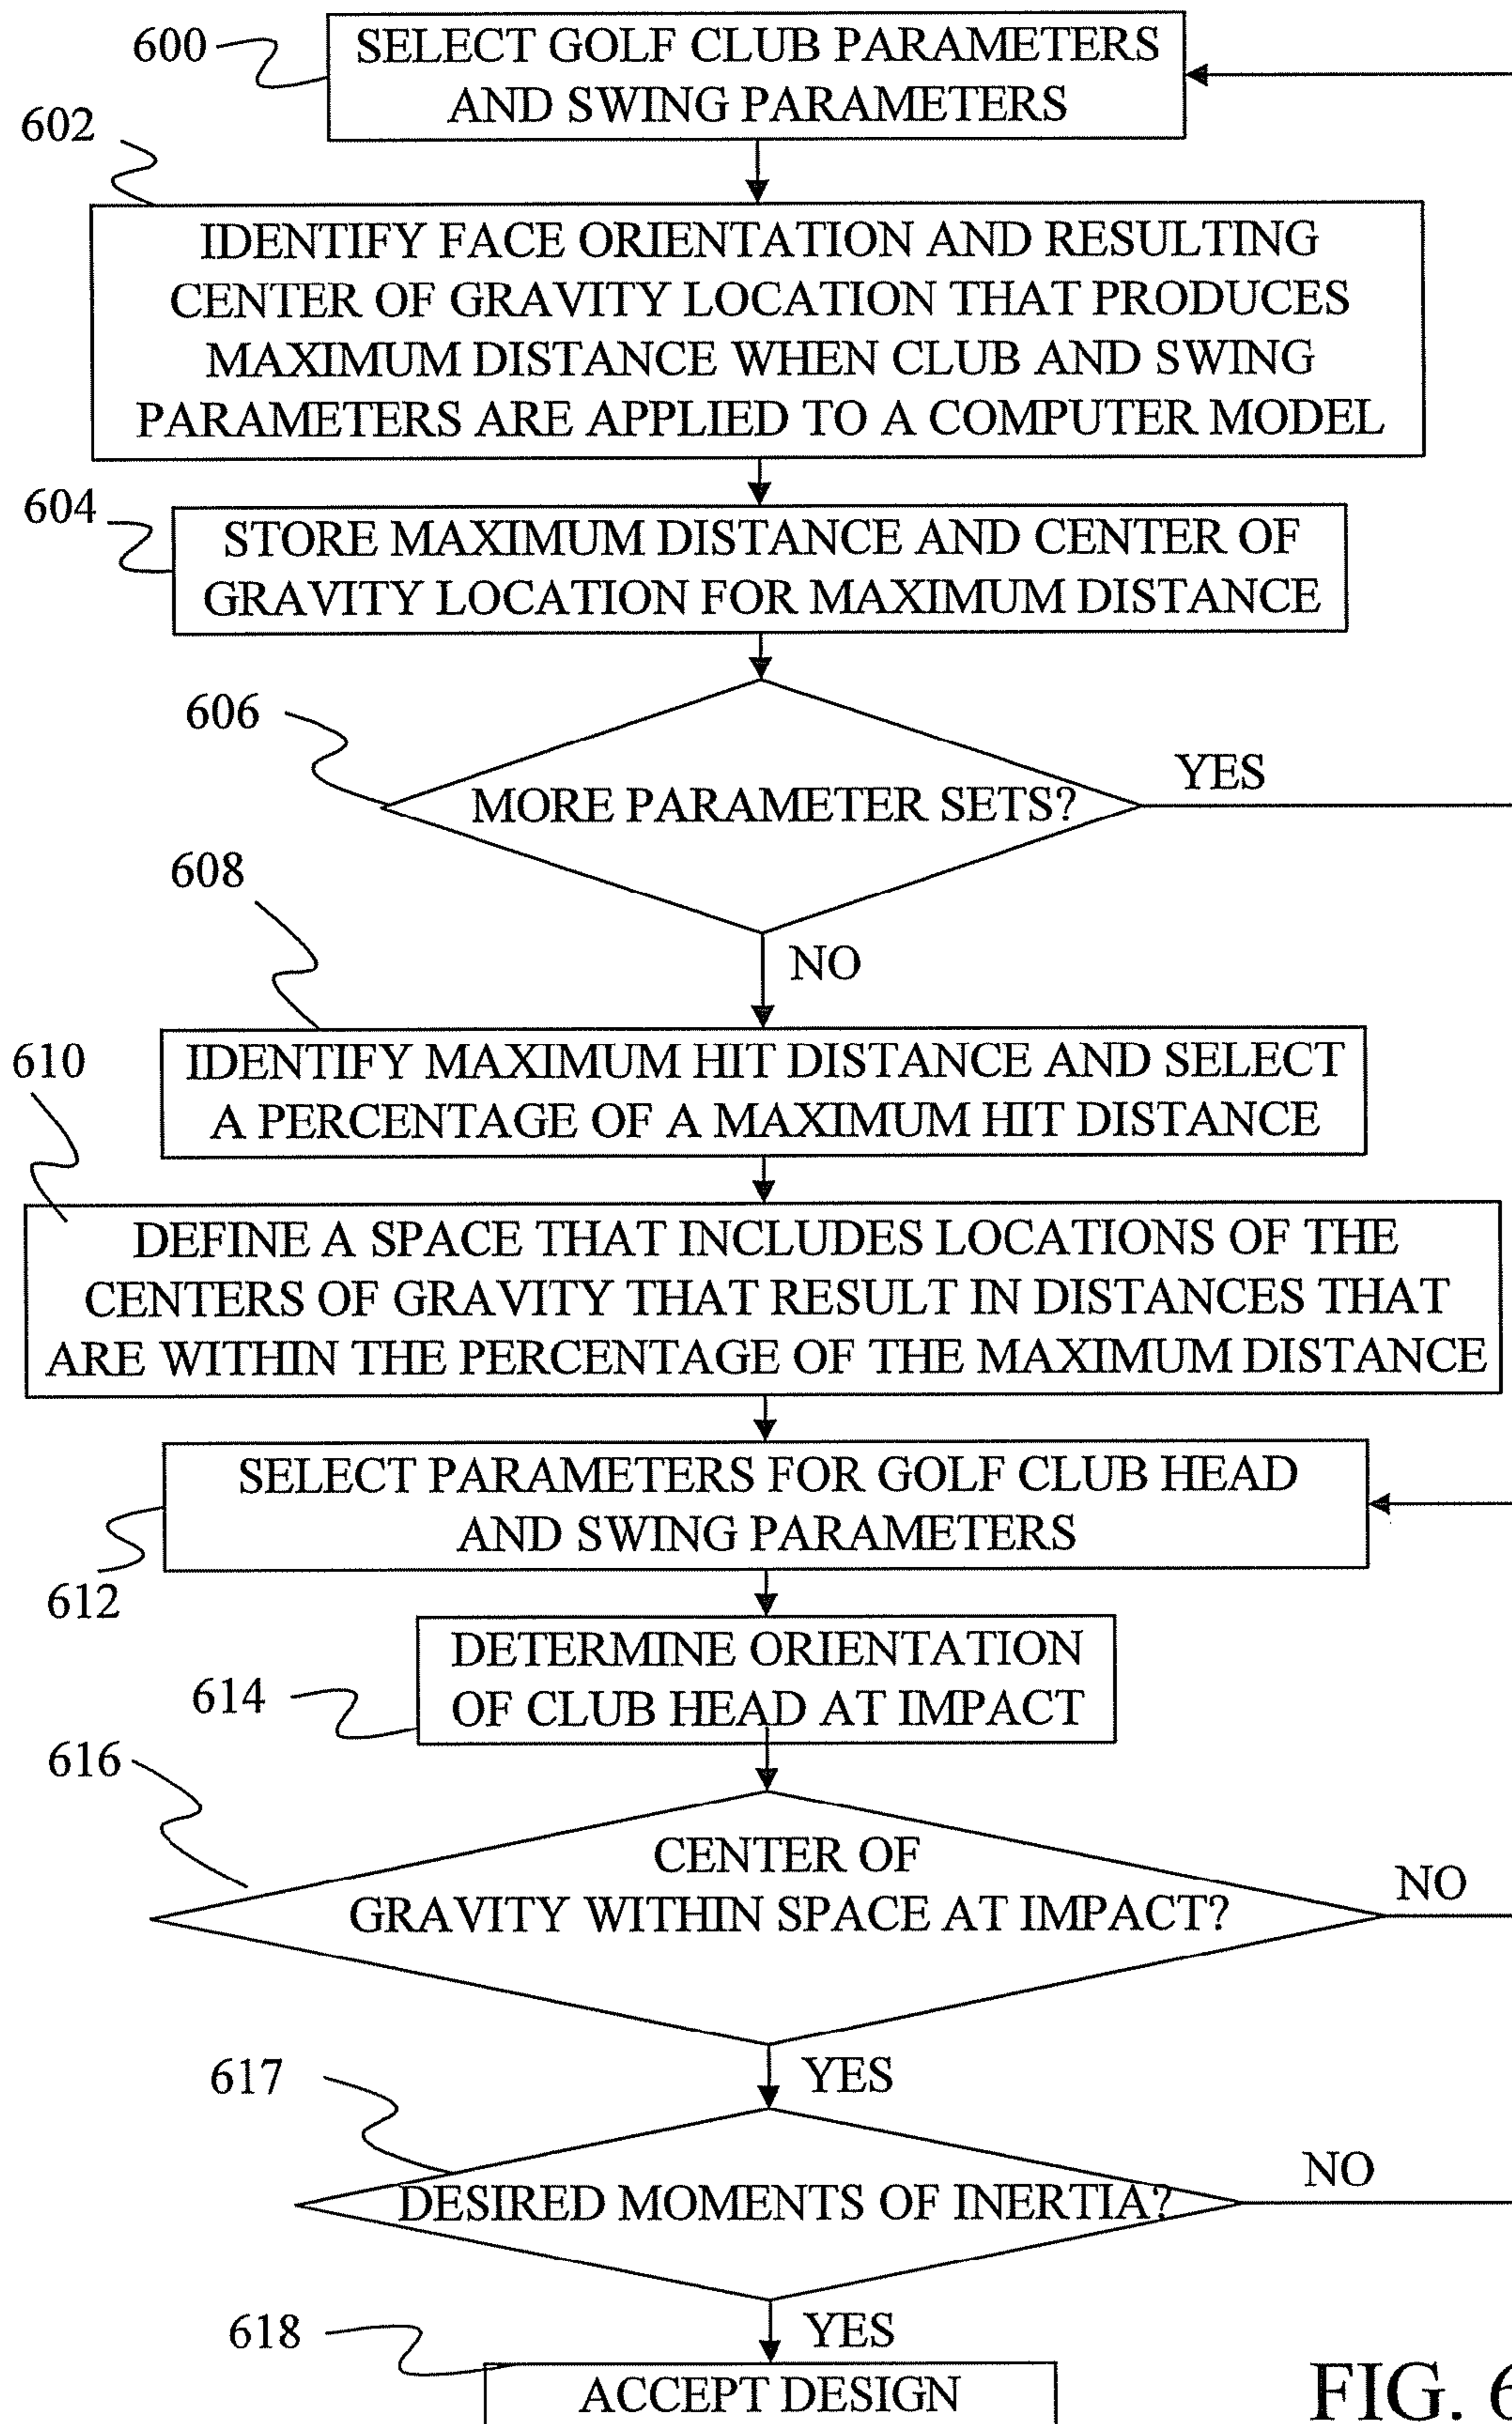 600
SELECT GOLF CLUB PARAMETERS
AND SWING PARAMETERS
602
IDENTIFY FACE ORIENTATION AND RESULTING
CENTER OF GRAVITY LOCATION THAT PRODUCES
MAXIMUM DISTANCE WHEN CLUB AND SWING
PARAMETERS ARE APPLIED TO A COMPUTER MODEL
604
STORE MAXIMUM DISTANCE AND CENTER OF
GRAVITY LOCATION FOR MAXIMUM DISTANCE
606
MORE PARAMETER SETS?
YES
NO
608
IDENTIFY MAXIMUM HIT DISTANCE AND SELECT
A PERCENTAGE OF A MAXIMUM HIT DISTANCE
610
DEFINE A SPACE THAT INCLUDES LOCATIONS OF THE
CENTERS OF GRAVITY THAT RESULT IN DISTANCES THAT
ARE WITHIN THE PERCENTAGE OF THE MAXIMUM DISTANCE
612
SELECT PARAMETERS FOR GOLF CLUB HEAD
AND SWING PARAMETERS
614
DETERMINE ORIENTATION
OF CLUB HEAD AT IMPACT
616
CENTER OF
GRAVITY WITHIN SPACE AT IMPACT?
NO
YES
617
DESIRED MOMENTS OF INERTIA?
NO
YES
618
ACCEPT DESIGN
FIG. 6